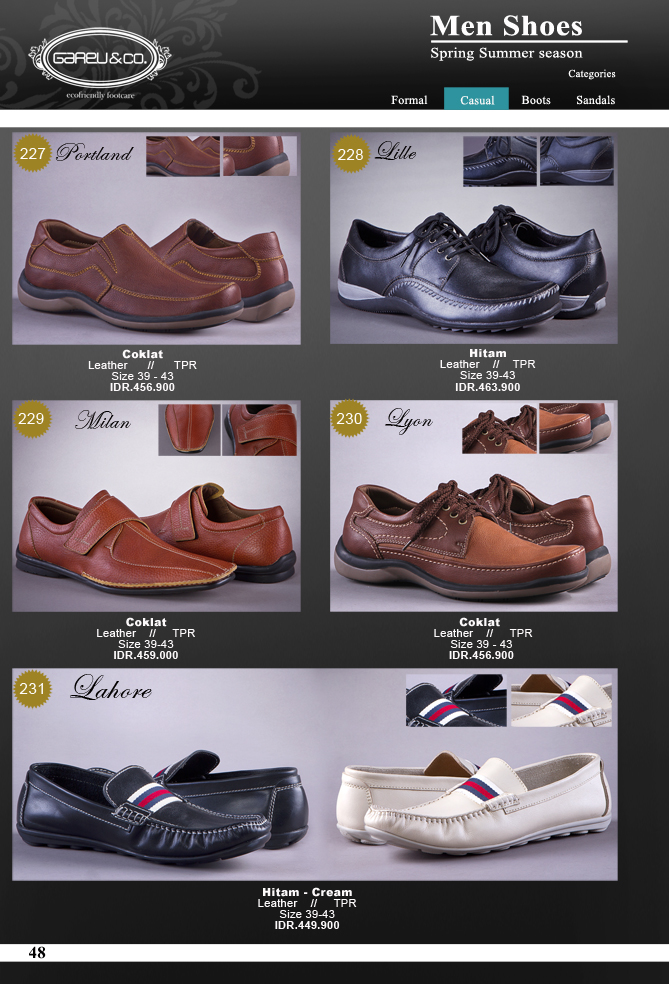 GAREU&CO.
ecofriendly footcare
Men Shoes
Spring Summer season
Categories
Formal Casual Boots Sandals
227 Portland
228 Lille
Coklat
Leather // TPR
Size 39 - 43
IDR.456.900
Hitam
Leather // TPR
Size 39-43
IDR.463.900
229 Milan
230 Lyon
Coklat
Leather // TPR
Size 39-43
IDR.459.000
Coklat
Leather // TPR
Size 39 - 43
IDR.456.900
231 Lahore
Hitam - Cream
Leather // TPR
Size 39-43
IDR.449.900
48